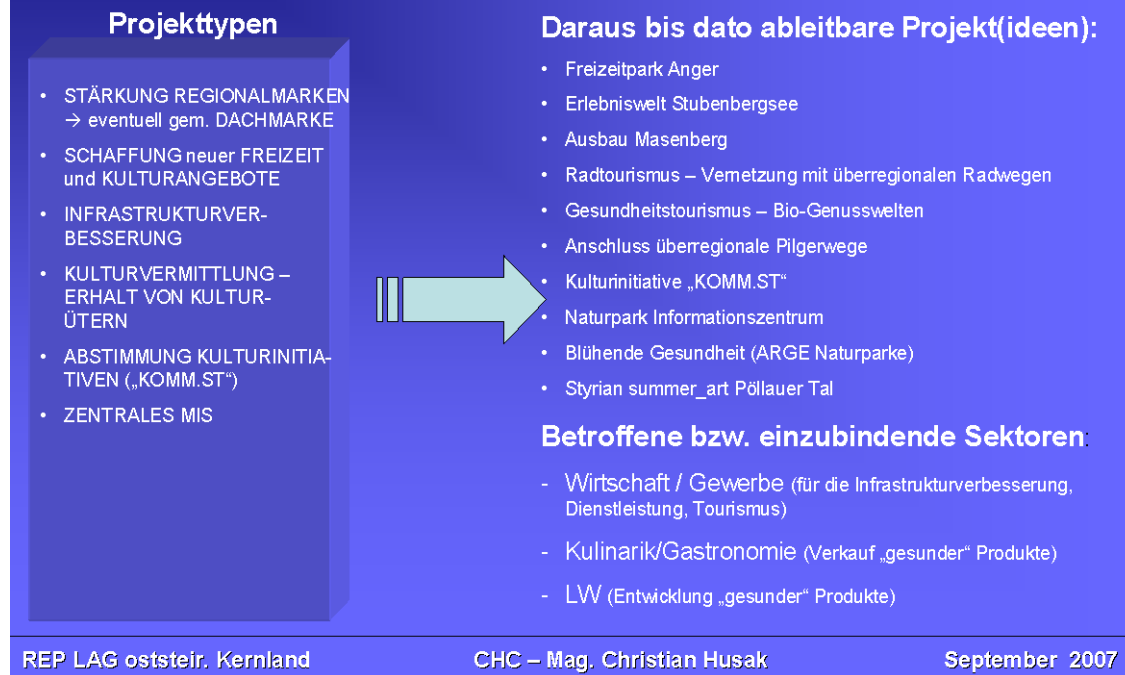 Projekttypen
• STÄRKUNG REGIONALMARKEN
→ eventuell gem. DACHMARKE
• SCHAFFUNG neuer FREIZEIT
und KULTURANGEBOTE
• INFRASTRUKTURVER-
BESSERUNG
• KULTURVERMITTLUNG –
ERHALT VON KULTUR-
ÜTERN
• ABSTIMMUNG KULTURINITIA-
TIVEN („KOMM.ST“)
• ZENTRALES MIS
Daraus bis dato ableitbare Projekt(ideen):
• Freizeitpark Anger
• Erlebniswelt Stubenbergsee
• Ausbau Masenberg
• Radtourismus – Vernetzung mit überregionalen Radwegen
• Gesundheitstourismus – Bio-Genusswelten
• Anschluss überregionale Pilgerwege
• Kulturinitiative „KOMM.ST“
• Naturpark Informationszentrum
• Blühende Gesundheit (ARGE Naturparke)
• Styrian summer_art Pöllauer Tal
Betroffene bzw. einzubindende Sektoren:
- Wirtschaft / Gewerbe (für die Infrastrukturverbesserung,
Dienstleistung, Tourismus)
- Kulinarik/Gastronomie (Verkauf „gesunder“ Produkte)
- LW (Entwicklung „gesunder“ Produkte)
REP LAG oststeir. Kernland
CHC – Mag. Christian Husak
September 2007